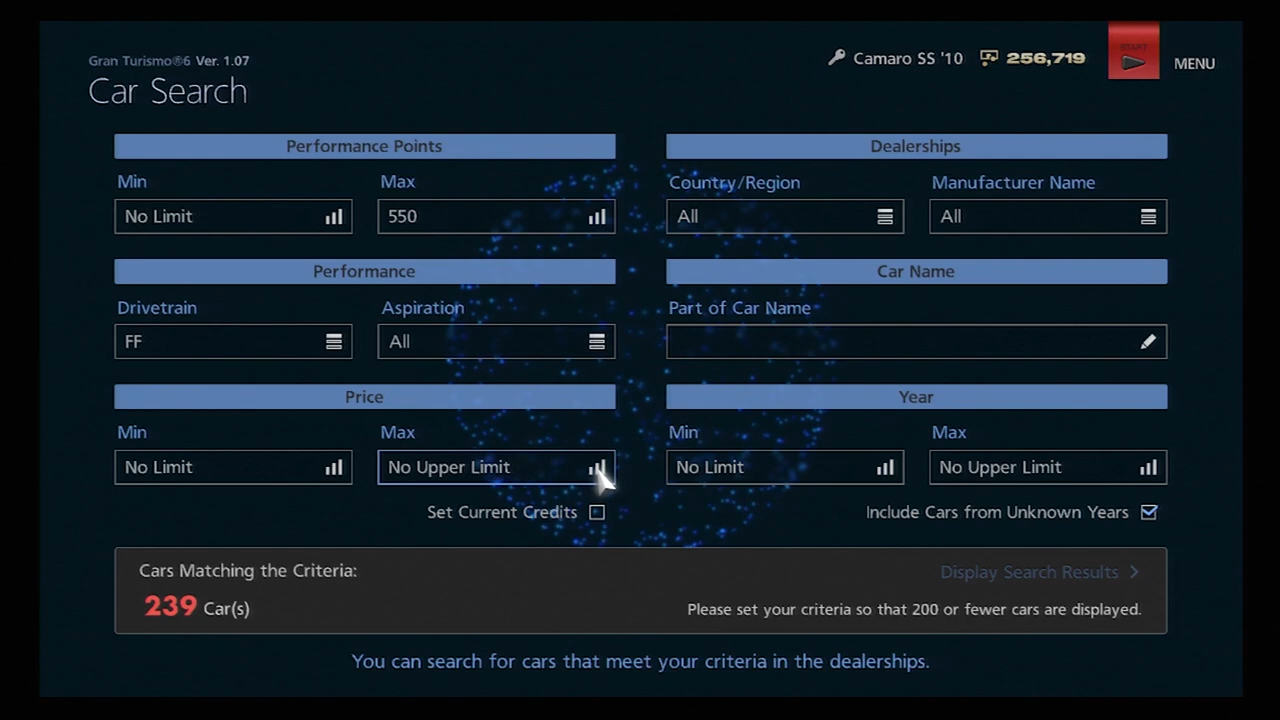 Gran Turismo®6 Ver. 1.07
Car Search
Camaro SS '10
256,719
START
MENU
Performance Points
Min
Max
No Limit
550
Dealerships
Country/Region
Manufacturer Name
All
All
Performance
Drivetrain
Aspiration
FF
All
Car Name
Part of Car Name
Price
Min
Max
No Limit
No Upper Limit
Set Current Credits
Year
Min
Max
No Limit
No Upper Limit
Include Cars from Unknown Years
Cars Matching the Criteria:
239 Car(s)
Display Search Results >
Please set your criteria so that 200 or fewer cars are displayed.
You can search for cars that meet your criteria in the dealerships.